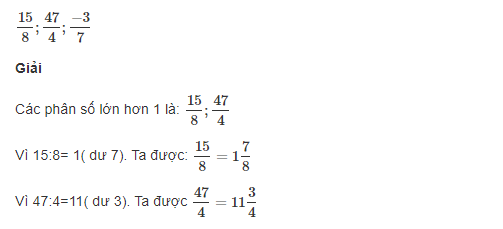 15/8; 47/4; −3/7
Giải
Các phân số lớn hơn 1 là: 15/8; 47/4
Vì 15:8= 1( dư 7). Ta được: 15/8 = 1 7/8
Vì 47:4=11( dư 3). Ta được 47/4 = 11 3/4